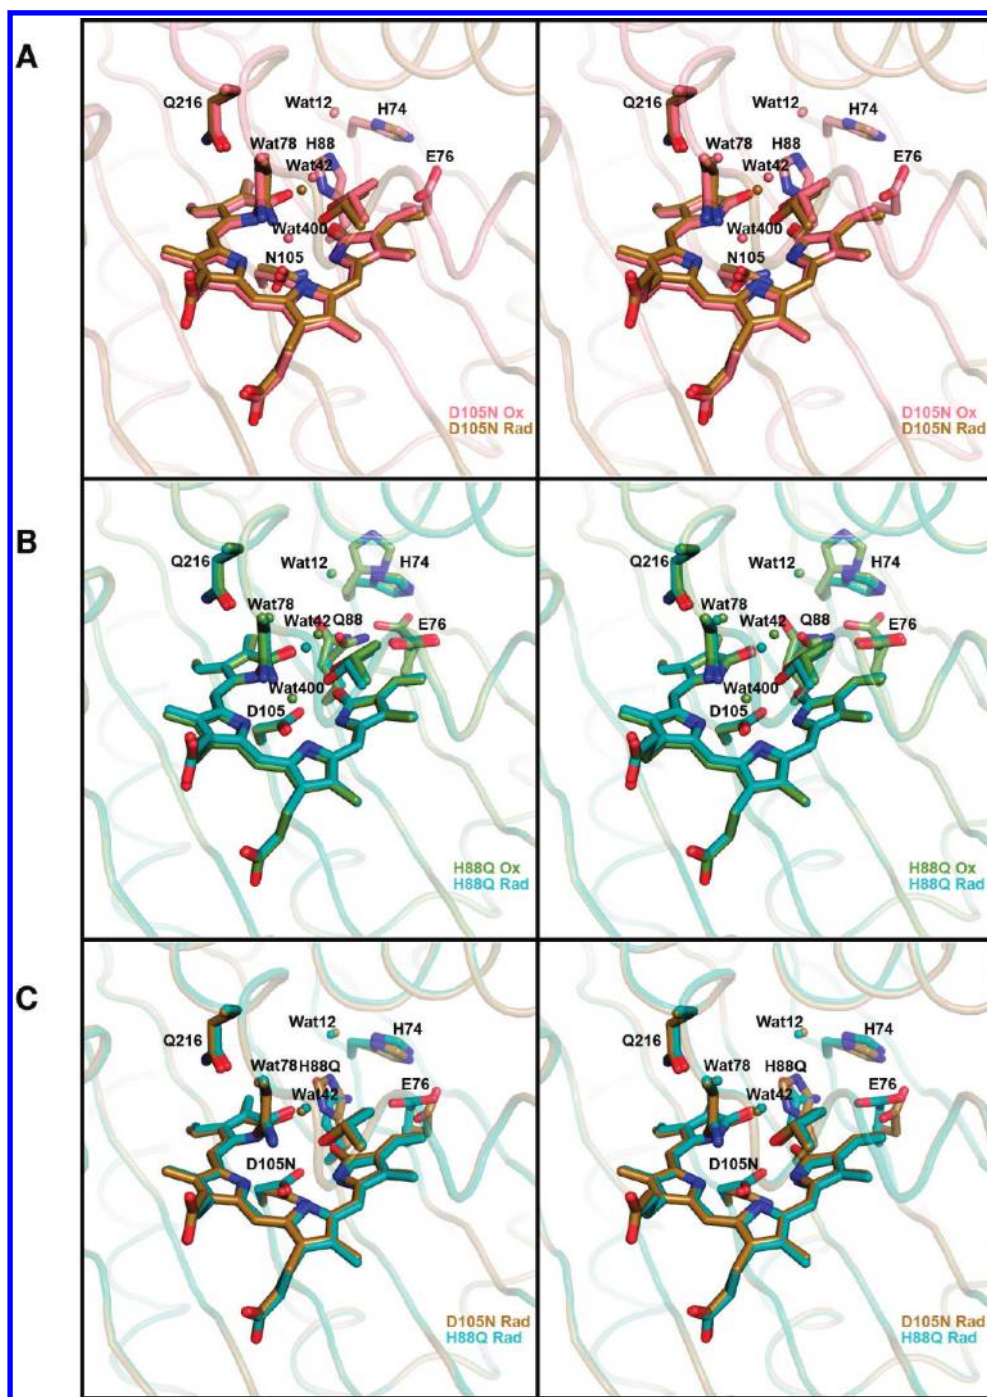 A
Q216
Wat12
H74
Wat78
H88
Wat42
E76
Wat400
N105
D105N Ox
D105N Rad
Q216
Wat12
H74
Wat78
H88
Wat42
E76
Wat400
N105
D105N Ox
D105N Rad
B
Q216
Wat12
H74
Wat78
Wat42
Q88
E76
Wat400
D105
H88Q Ox
H88Q Rad
Q216
Wat12
H74
Wat78
Wat42
Q88
E76
Wat400
D105
H88Q Ox
H88Q Rad
C
Q216
Wat12
H74
Wat78
H88Q
Wat42
E76
D105N
D105N Rad
H88Q Rad
Q216
Wat12
H74
Wat78
H88Q
Wat42
E76
D105N
D105N Rad
H88Q Rad